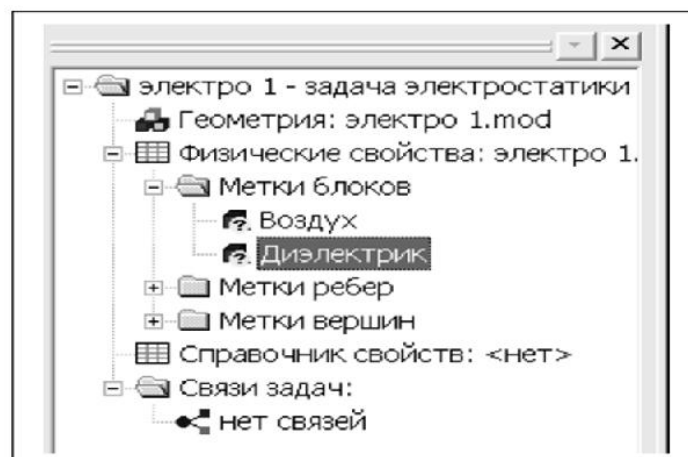 электро 1 - задача электростатики
Геометрия: электро 1.mod
Физические свойства: электро 1.
Метки блоков
Воздух
Диэлектрик
Метки ребер
Метки вершин
Справочник свойств: <нет>
Связи задач:
нет связей